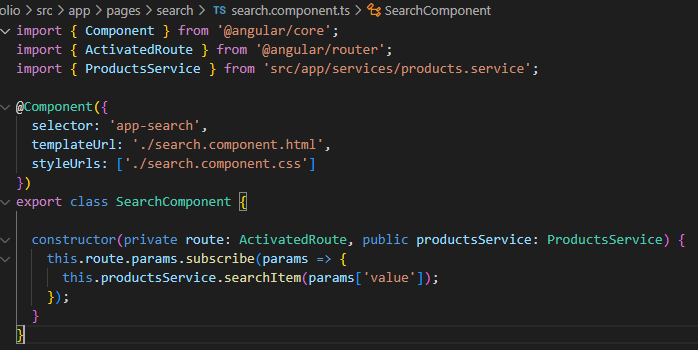 olio > src > app > pages > search > TS search.component.ts > SearchComponent
import { Component } from '@angular/core';
import { ActivatedRoute } from '@angular/router';
import { ProductsService } from 'src/app/services/products.service';

@Component({
  selector: 'app-search',
  templateUrl: './search.component.html',
  styleUrls: ['./search.component.css']
})
export class SearchComponent {

  constructor(private route: ActivatedRoute, public productsService: ProductsService) {
    this.route.params.subscribe(params => {
      this.productsService.searchItem(params['value']);
    });
  }
}